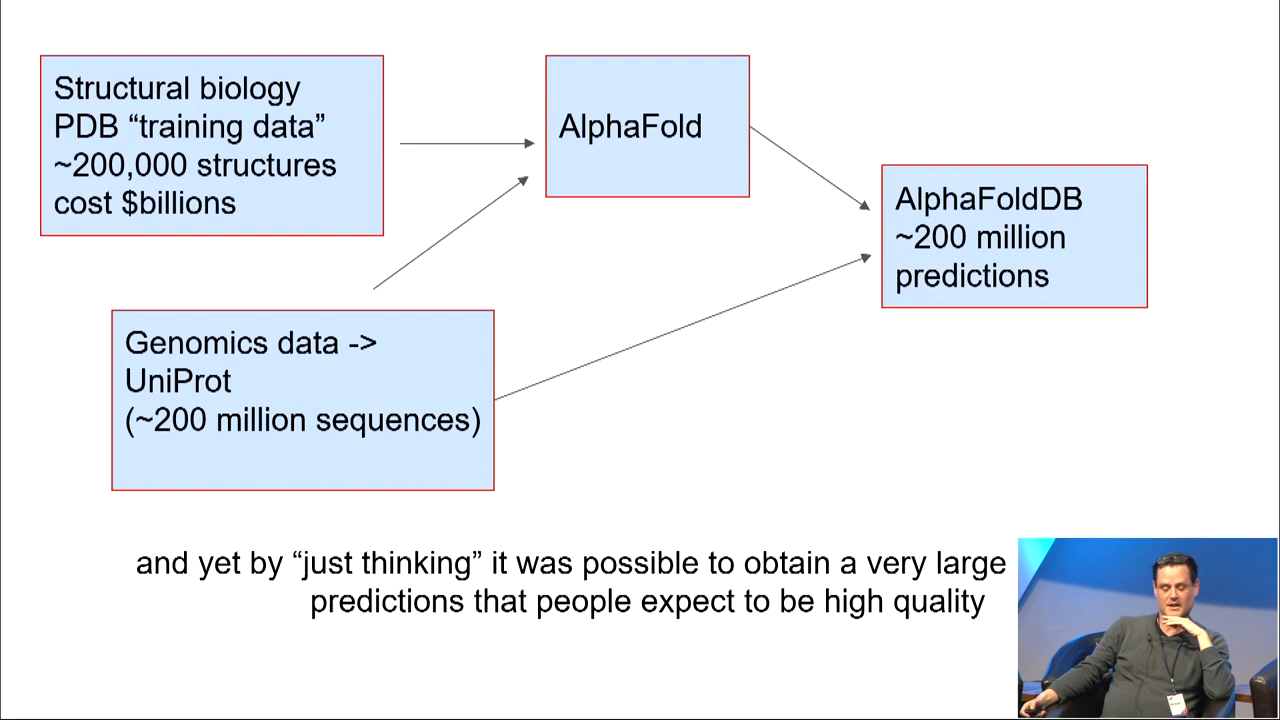 Structural biology
PDB “training data”
~200,000 structures
cost $billions
AlphaFold
AlphaFoldDB
~200 million
predictions
Genomics data ->
UniProt
(~200 million sequences)
and yet by “just thinking” it was possible to obtain a very large
predictions that people expect to be high quality